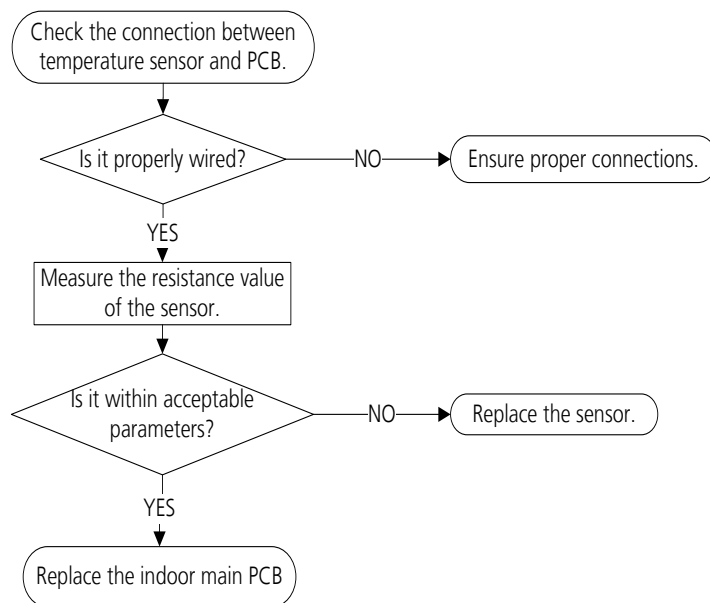 Check the connection between
temperature sensor and PCB.
Is it properly wired?
NO
Ensure proper connections.
YES
Measure the resistance value
of the sensor.
Is it within acceptable
parameters?
NO
Replace the sensor.
YES
Replace the indoor main PCB